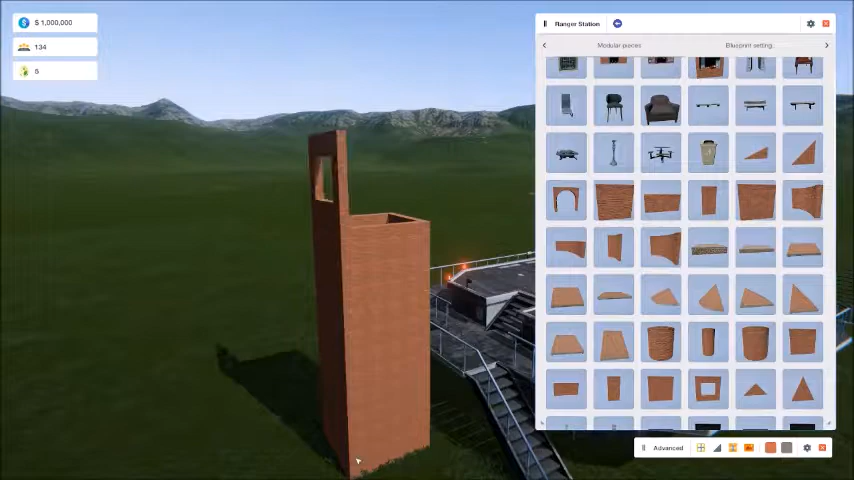 $ 1,000,000
134
5
Ranger Station
Modular pieces
Blueprint setting..
Advanced